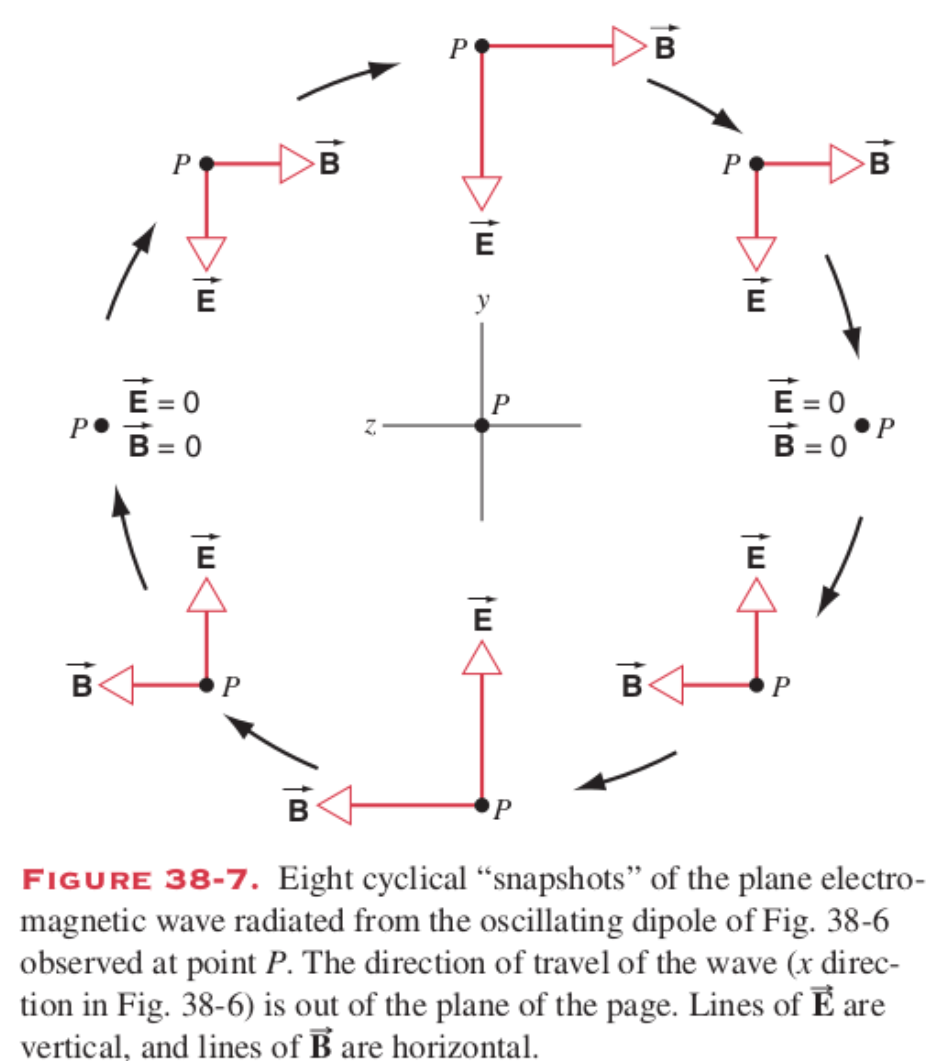 P B⃗
P B⃗ P B⃗
E⃗
E⃗ E⃗
y
E⃗ = 0 P E⃗ = 0
P z P
B⃗ = 0 B⃗ = 0
E⃗ E⃗
E⃗
B⃗ P B⃗ P
B⃗ P
FIGURE 38-7. Eight cyclical “snapshots” of the plane electro-
magnetic wave radiated from the oscillating dipole of Fig. 38-6
observed at point P. The direction of travel of the wave (x direc-
tion in Fig. 38-6) is out of the plane of the page. Lines of E⃗ are
vertical, and lines of B⃗ are horizontal.